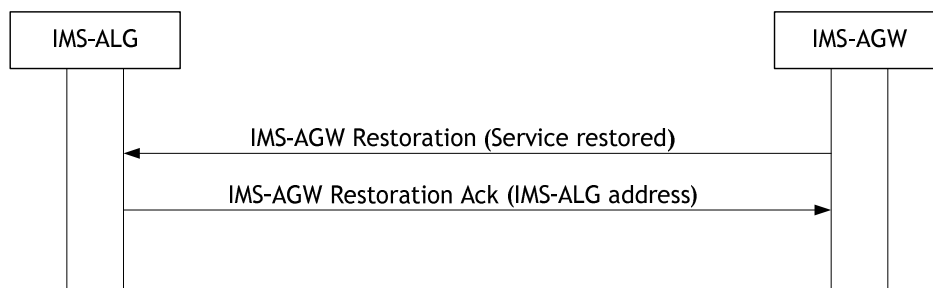 IMS-ALG
IMS-AGW
IMS-AGW Restoration (Service restored)
IMS-AGW Restoration Ack (IMS-ALG address)